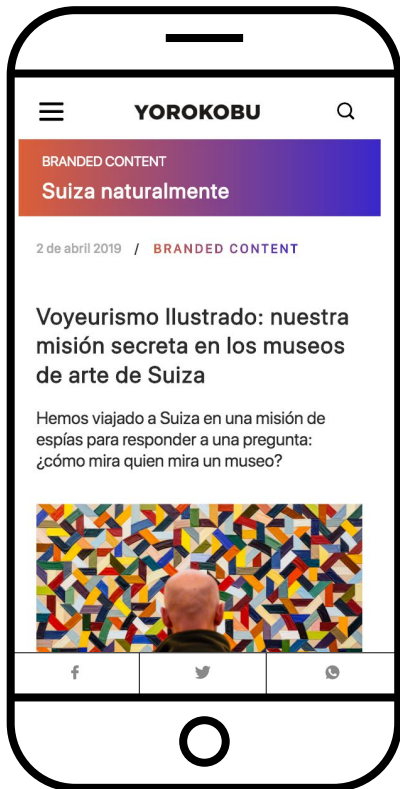 YOROKOBU
BRANDED CONTENT
Suiza naturalmente
2 de abril 2019 / BRANDED CONTENT
Voyeurismo Ilustrado: nuestra
misión secreta en los museos
de arte de Suiza
Hemos viajado a Suiza en una misión de
espías para responder a una pregunta:
¿cómo mira quien mira un museo?